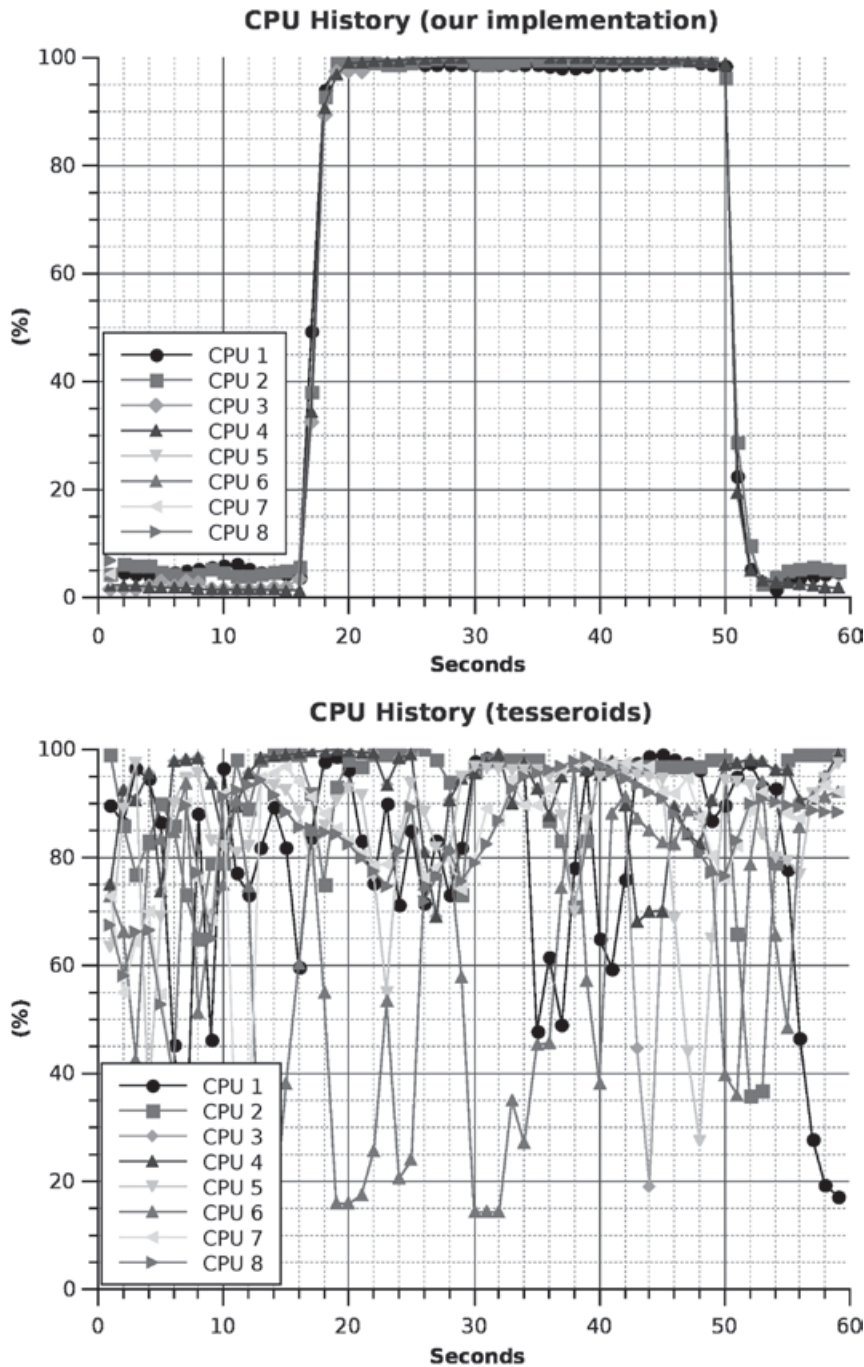 CPU History (our implementation)
100
80
60
40
20
0
(%)
CPU 1
CPU 2
CPU 3
CPU 4
CPU 5
CPU 6
CPU 7
CPU 8
0 10 20 30 40 50 60
Seconds
CPU History (tesseroids)
100
80
60
40
20
0
(%)
CPU 1
CPU 2
CPU 3
CPU 4
CPU 5
CPU 6
CPU 7
CPU 8
0 10 20 30 40 50 60
Seconds